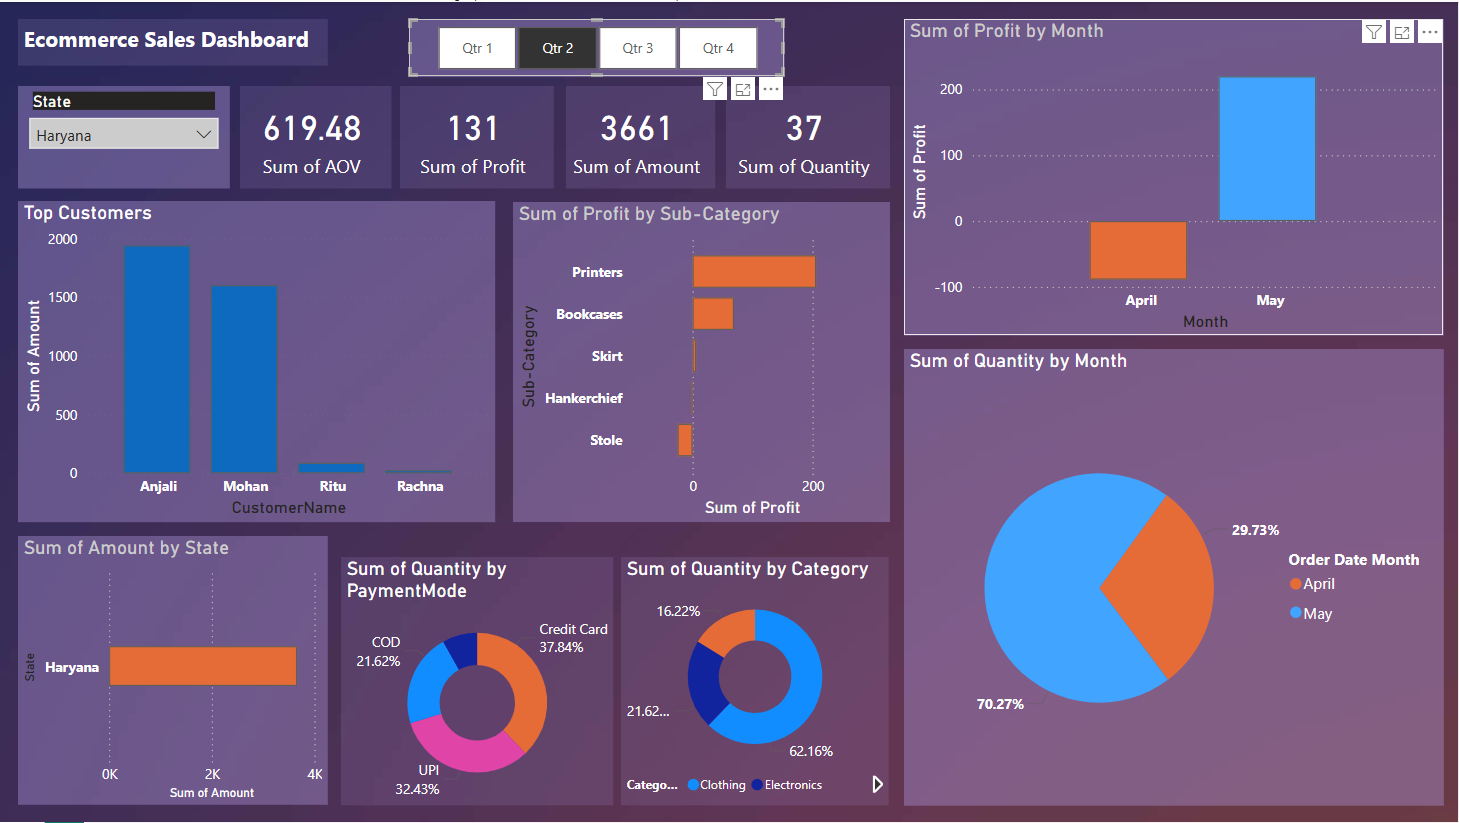 Ecommerce Sales Dashboard
Qtr 1
Qtr 2
Qtr 3
Qtr 4
State
Haryana
619.48
Sum of AOV
131
Sum of Profit
3661
Sum of Amount
37
Sum of Quantity
Sum of Profit by Month
Sum of Profit
200
100
0
-100
April
May
Month
Top Customers
Sum of Amount
2000
1500
1000
500
0
Anjali
Mohan
Ritu
Rachna
CustomerName
Sum of Profit by Sub-Category
Sub-Category
Printers
Bookcases
Skirt
Hankerchief
Stole
0
200
Sum of Profit
Sum of Quantity by Month
29.73%
70.27%
Order Date Month
April
May
Sum of Amount by State
State
Haryana
0K
2K
4K
Sum of Amount
Sum of Quantity by
PaymentMode
COD
21.62%
Credit Card
37.84%
UPI
32.43%
Sum of Quantity by Category
16.22%
21.62...
62.16%
Catego...
Clothing
Electronics